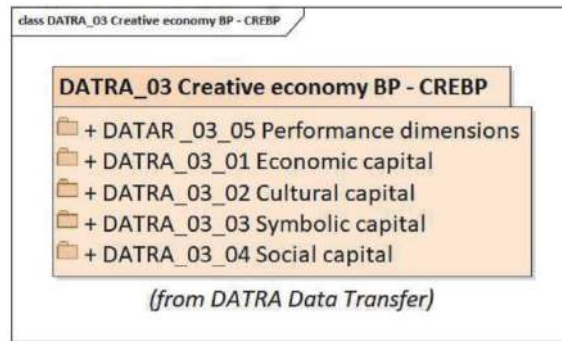 class DATRA_03 Creative economy BP - CREBP
DATRA_03 Creative economy BP - CREBP
+ DATAR _03_05 Performance dimensions
+ DATRA_03_01 Economic capital
+ DATRA_03_02 Cultural capital
+ DATRA_03_03 Symbolic capital
+ DATRA_03_04 Social capital
(from DATRA Data Transfer)